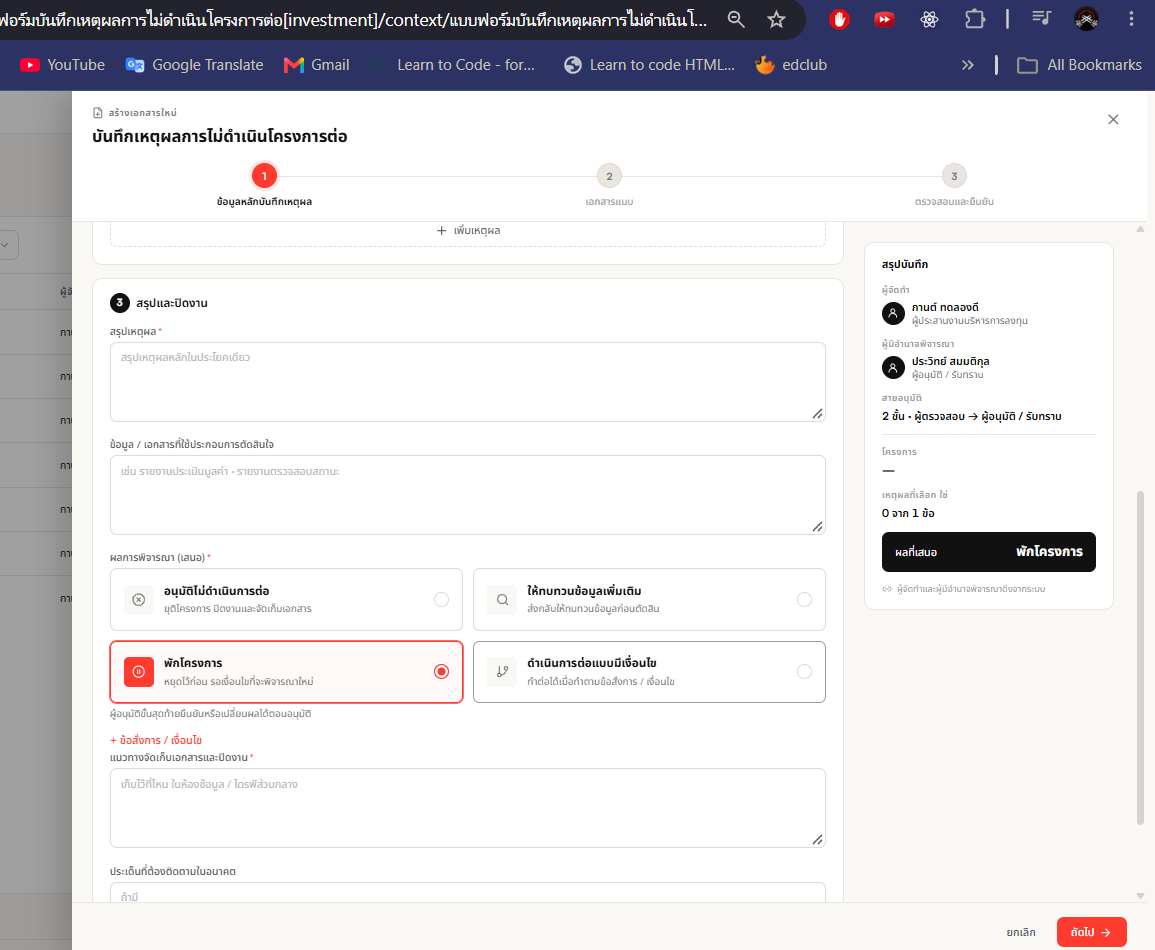 ฟอร์มบันทึกเหตุผลการไม่ดำเนินโครงการต่อ[investment]/context/แบบฟอร์มบันทึกเหตุผลการไม่ดำเนินโ...
YouTube
Google Translate
Gmail
Learn to Code - for...
Learn to code HTML...
edclub
All Bookmarks
สร้างเอกสารใหม่
บันทึกเหตุผลการไม่ดำเนินโครงการต่อ
1
2
3
ข้อมูลหลักบันทึกเหตุผล
เอกสารแนบ
ตรวจสอบและยืนยัน
+ เพิ่มเหตุผล
3 สรุปและปิดงาน
สรุปเหตุผล *
สรุปเหตุผลหลักในประโยคเดียว
ข้อมูล / เอกสารที่ใช้ประกอบการตัดสินใจ
เช่น รายงานประเมินมูลค่า · รายงานตรวจสอบสถานะ
ผลการพิจารณา (เสนอ) *
อนุมัติไม่ดำเนินการต่อ
ยุติโครงการ ปิดงานและจัดเก็บเอกสาร
ให้ทบทวนข้อมูลเพิ่มเติม
ส่งกลับให้ทบทวนข้อมูลก่อนตัดสิน
พักโครงการ
หยุดไว้ก่อน รอเงื่อนไขที่จะพิจารณาใหม่
ดำเนินการต่อแบบมีเงื่อนไข
ทำต่อได้เมื่อทำตามข้อสั่งการ / เงื่อนไข
ผู้อนุมัติขั้นสุดท้ายยืนยันหรือเปลี่ยนผลได้ตอนอนุมัติ
+ ข้อสั่งการ / เงื่อนไข
แนวทางจัดเก็บเอกสารและปิดงาน *
เก็บไว้ที่ไหน ในห้องข้อมูล / ไดรฟ์ส่วนกลาง
ประเด็นที่ต้องติดตามในอนาคต
ถ้ามี
สรุปบันทึก
ผู้จัดทำ
กานต์ ทดลองดี
ผู้ประสานงานบริหารการลงทุน
ผู้มีอำนาจพิจารณา
ประวิทย์ สมมติกุล
ผู้อนุมัติ / รับทราบ
สายอนุมัติ
2 ขั้น · ผู้ตรวจสอบ → ผู้อนุมัติ / รับทราบ
โครงการ
—
เหตุผลที่เลือก ใช่
0 จาก 1 ข้อ
ผลที่เสนอ พักโครงการ
ผู้จัดทำและผู้มีอำนาจพิจารณาดึงจากระบบ
ยกเลิก
ถัดไป →